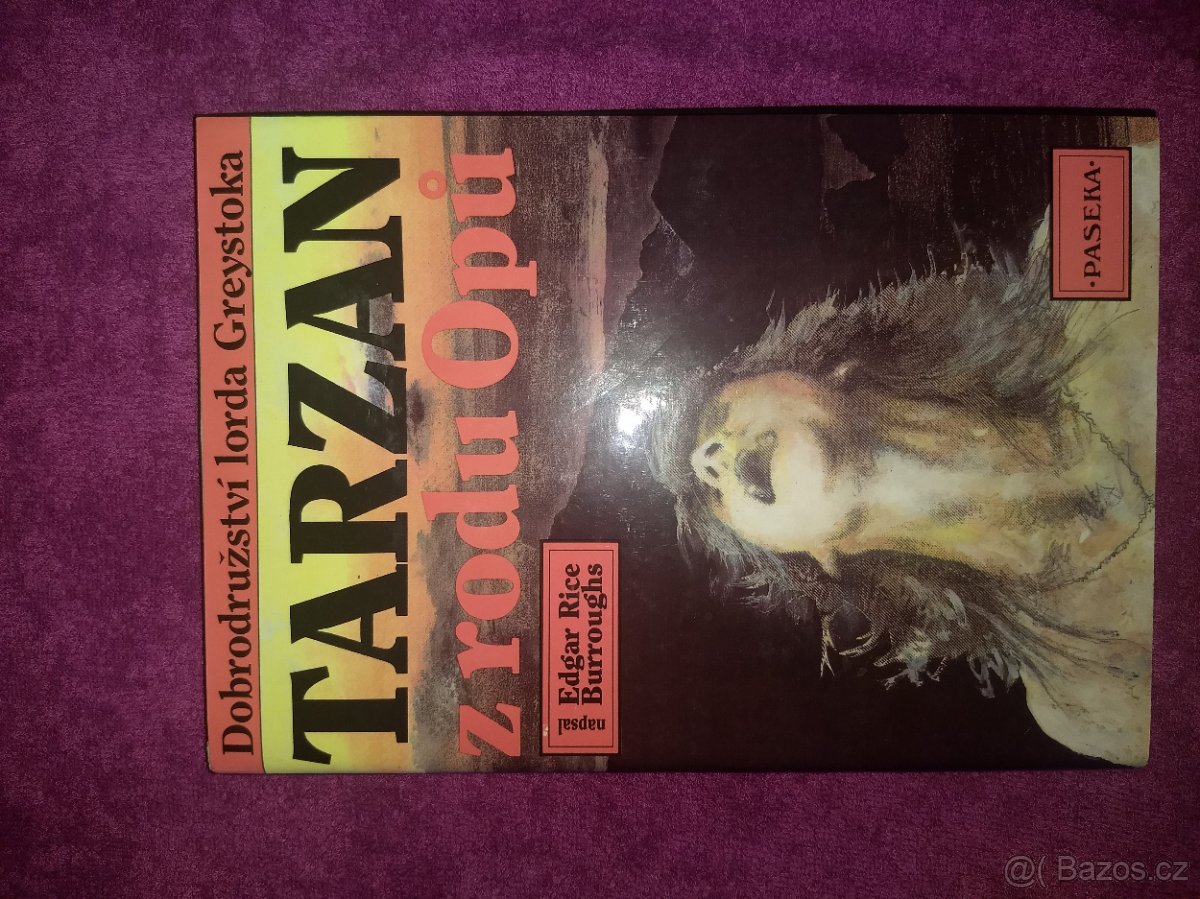 Dobrodružství lorda Greystoka
TARZAN
z rodu Opů
napsal
Edgar Rice
Burroughs
·PASEKA·
@( Bazos.cz